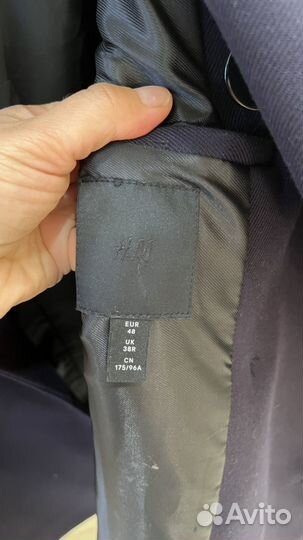 H&M
EUR
48
UK
38R
CN
175/96A
Avito